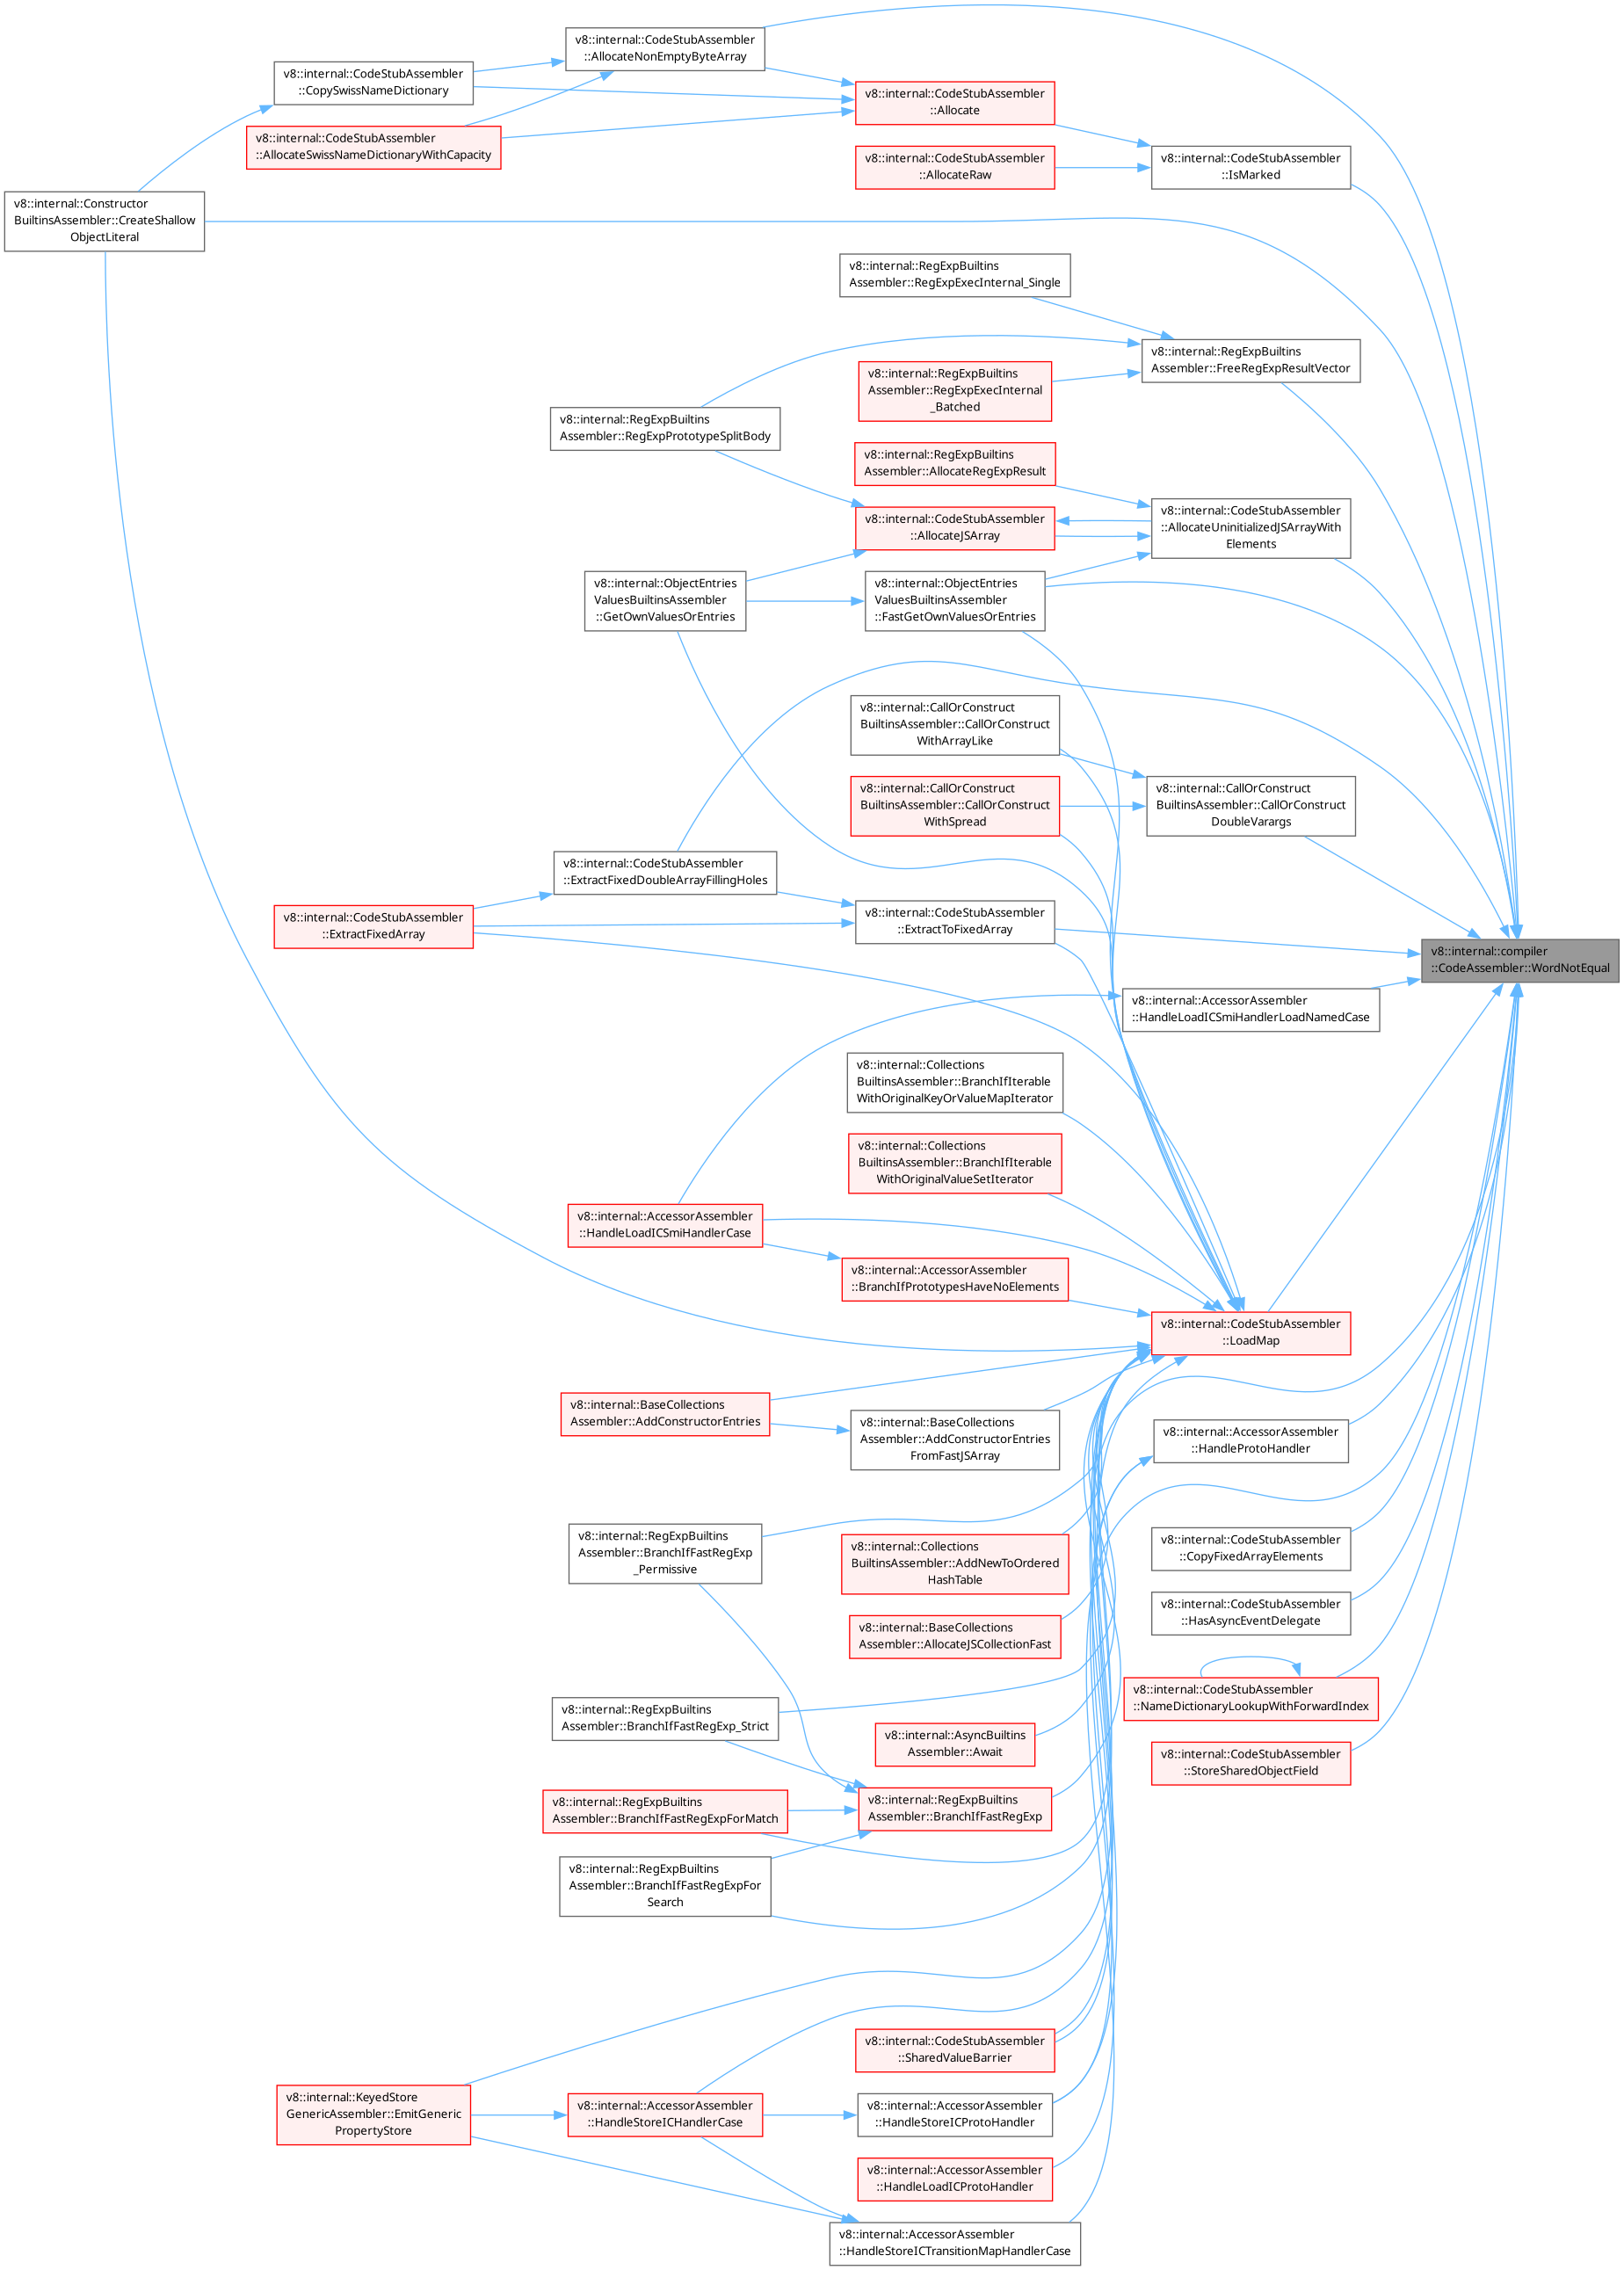 v8::internal::CodeStubAssembler
::AllocateNonEmptyByteArray
v8::internal::CodeStubAssembler
::CopySwissNameDictionary
v8::internal::CodeStubAssembler
::Allocate
v8::internal::CodeStubAssembler
::AllocateSwissNameDictionaryWithCapacity
v8::internal::CodeStubAssembler
::AllocateRaw
v8::internal::CodeStubAssembler
::IsMarked
v8::internal::Constructor
BuiltinsAssembler::CreateShallow
ObjectLiteral
v8::internal::RegExpBuiltins
Assembler::RegExpExecInternal_Single
v8::internal::RegExpBuiltins
Assembler::FreeRegExpResultVector
v8::internal::RegExpBuiltins
Assembler::RegExpExecInternal
_Batched
v8::internal::RegExpBuiltins
Assembler::RegExpPrototypeSplitBody
v8::internal::RegExpBuiltins
Assembler::AllocateRegExpResult
v8::internal::CodeStubAssembler
::AllocateJSArray
v8::internal::CodeStubAssembler
::AllocateUninitializedJSArrayWith
Elements
v8::internal::ObjectEntries
ValuesBuiltinsAssembler
::GetOwnValuesOrEntries
v8::internal::ObjectEntries
ValuesBuiltinsAssembler
::FastGetOwnValuesOrEntries
v8::internal::CallOrConstruct
BuiltinsAssembler::CallOrConstruct
WithArrayLike
v8::internal::CallOrConstruct
BuiltinsAssembler::CallOrConstruct
WithSpread
v8::internal::CallOrConstruct
BuiltinsAssembler::CallOrConstruct
DoubleVarargs
v8::internal::CodeStubAssembler
::ExtractFixedDoubleArrayFillingHoles
v8::internal::CodeStubAssembler
::ExtractFixedArray
v8::internal::CodeStubAssembler
::ExtractToFixedArray
v8::internal::compiler
::CodeAssembler::WordNotEqual
v8::internal::AccessorAssembler
::HandleLoadICSmiHandlerLoadNamedCase
v8::internal::Collections
BuiltinsAssembler::BranchIfIterable
WithOriginalKeyOrValueMapIterator
v8::internal::Collections
BuiltinsAssembler::BranchIfIterable
WithOriginalValueSetIterator
v8::internal::AccessorAssembler
::HandleLoadICSmiHandlerCase
v8::internal::AccessorAssembler
::BranchIfPrototypesHaveNoElements
v8::internal::CodeStubAssembler
::LoadMap
v8::internal::BaseCollections
Assembler::AddConstructorEntries
v8::internal::BaseCollections
Assembler::AddConstructorEntries
FromFastJSArray
v8::internal::AccessorAssembler
::HandleProtoHandler
v8::internal::RegExpBuiltins
Assembler::BranchIfFastRegExp
_Permissive
v8::internal::Collections
BuiltinsAssembler::AddNewToOrdered
HashTable
v8::internal::CodeStubAssembler
::CopyFixedArrayElements
v8::internal::CodeStubAssembler
::HasAsyncEventDelegate
v8::internal::BaseCollections
Assembler::AllocateJSCollectionFast
v8::internal::CodeStubAssembler
::NameDictionaryLookupWithForwardIndex
v8::internal::RegExpBuiltins
Assembler::BranchIfFastRegExp_Strict
v8::internal::AsyncBuiltins
Assembler::Await
v8::internal::CodeStubAssembler
::StoreSharedObjectField
v8::internal::RegExpBuiltins
Assembler::BranchIfFastRegExpForMatch
v8::internal::RegExpBuiltins
Assembler::BranchIfFastRegExp
v8::internal::RegExpBuiltins
Assembler::BranchIfFastRegExpFor
Search
v8::internal::CodeStubAssembler
::SharedValueBarrier
v8::internal::KeyedStore
GenericAssembler::EmitGeneric
PropertyStore
v8::internal::AccessorAssembler
::HandleStoreICHandlerCase
v8::internal::AccessorAssembler
::HandleStoreICProtoHandler
v8::internal::AccessorAssembler
::HandleLoadICProtoHandler
v8::internal::AccessorAssembler
::HandleStoreICTransitionMapHandlerCase